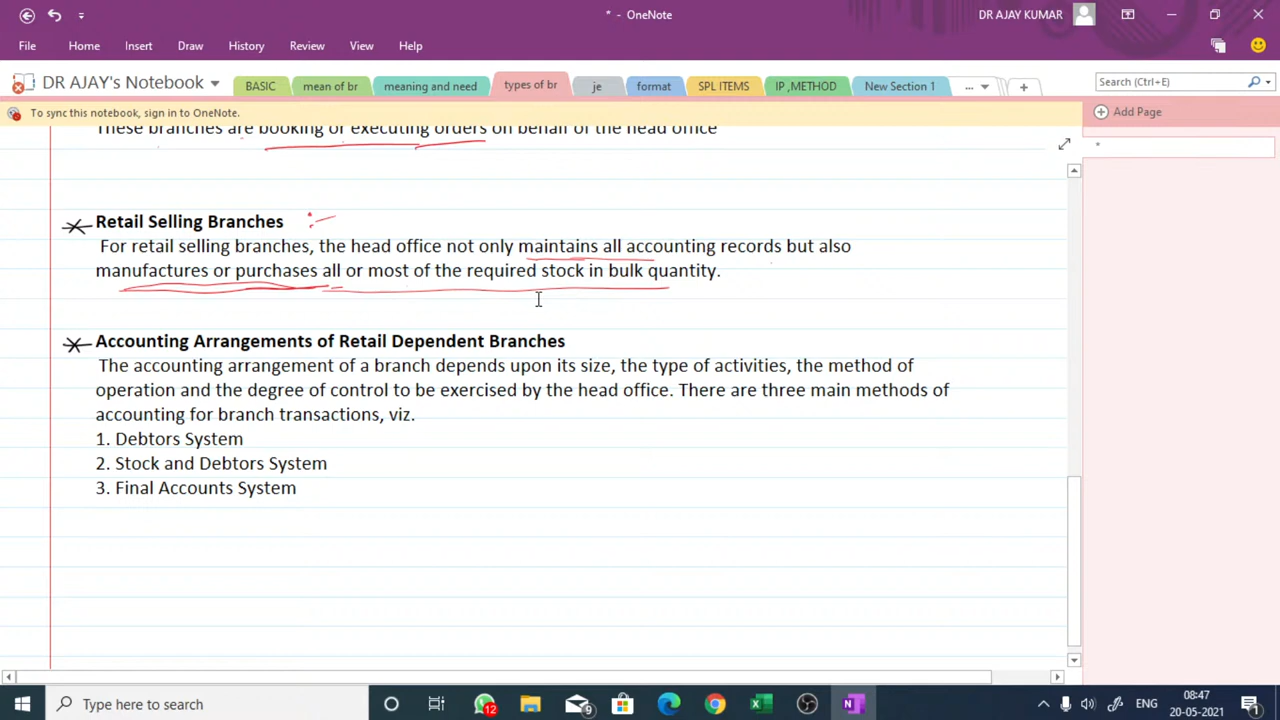 * - OneNote
DR AJAY KUMAR
File Home Insert Draw History Review View Help
DR AJAY's Notebook
BASIC mean of br meaning and need types of br je format SPL ITEMS IP ,METHOD New Section 1 ... +
Search (Ctrl+E)
To sync this notebook, sign in to OneNote.
Add Page
*
These branches are booking or executing orders on behalf of the head office
Retail Selling Branches :-
For retail selling branches, the head office not only maintains all accounting records but also
manufactures or purchases all or most of the required stock in bulk quantity.
Accounting Arrangements of Retail Dependent Branches
The accounting arrangement of a branch depends upon its size, the type of activities, the method of
operation and the degree of control to be exercised by the head office. There are three main methods of
accounting for branch transactions, viz.
1. Debtors System
2. Stock and Debtors System
3. Final Accounts System
Type here to search
12
9
ENG
08:47
20-05-2021
1